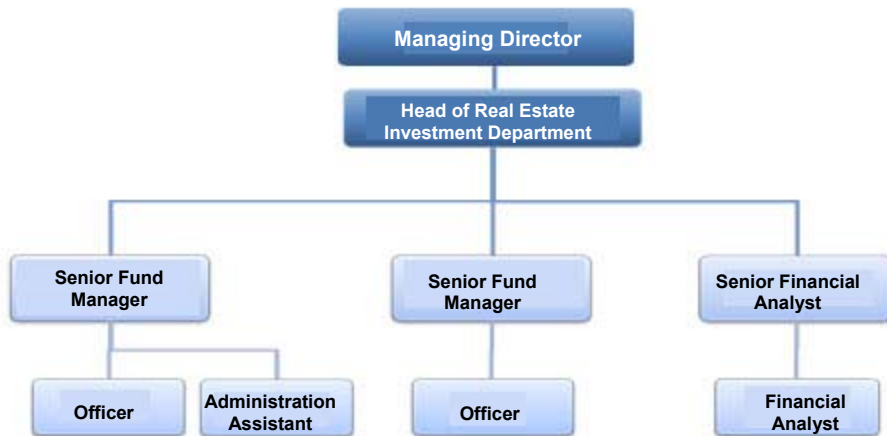 Managing Director
Head of Real Estate
Investment Department
Senior Fund
Manager
Senior Fund
Manager
Senior Financial
Analyst
Officer
Administration
Assistant
Officer
Financial
Analyst